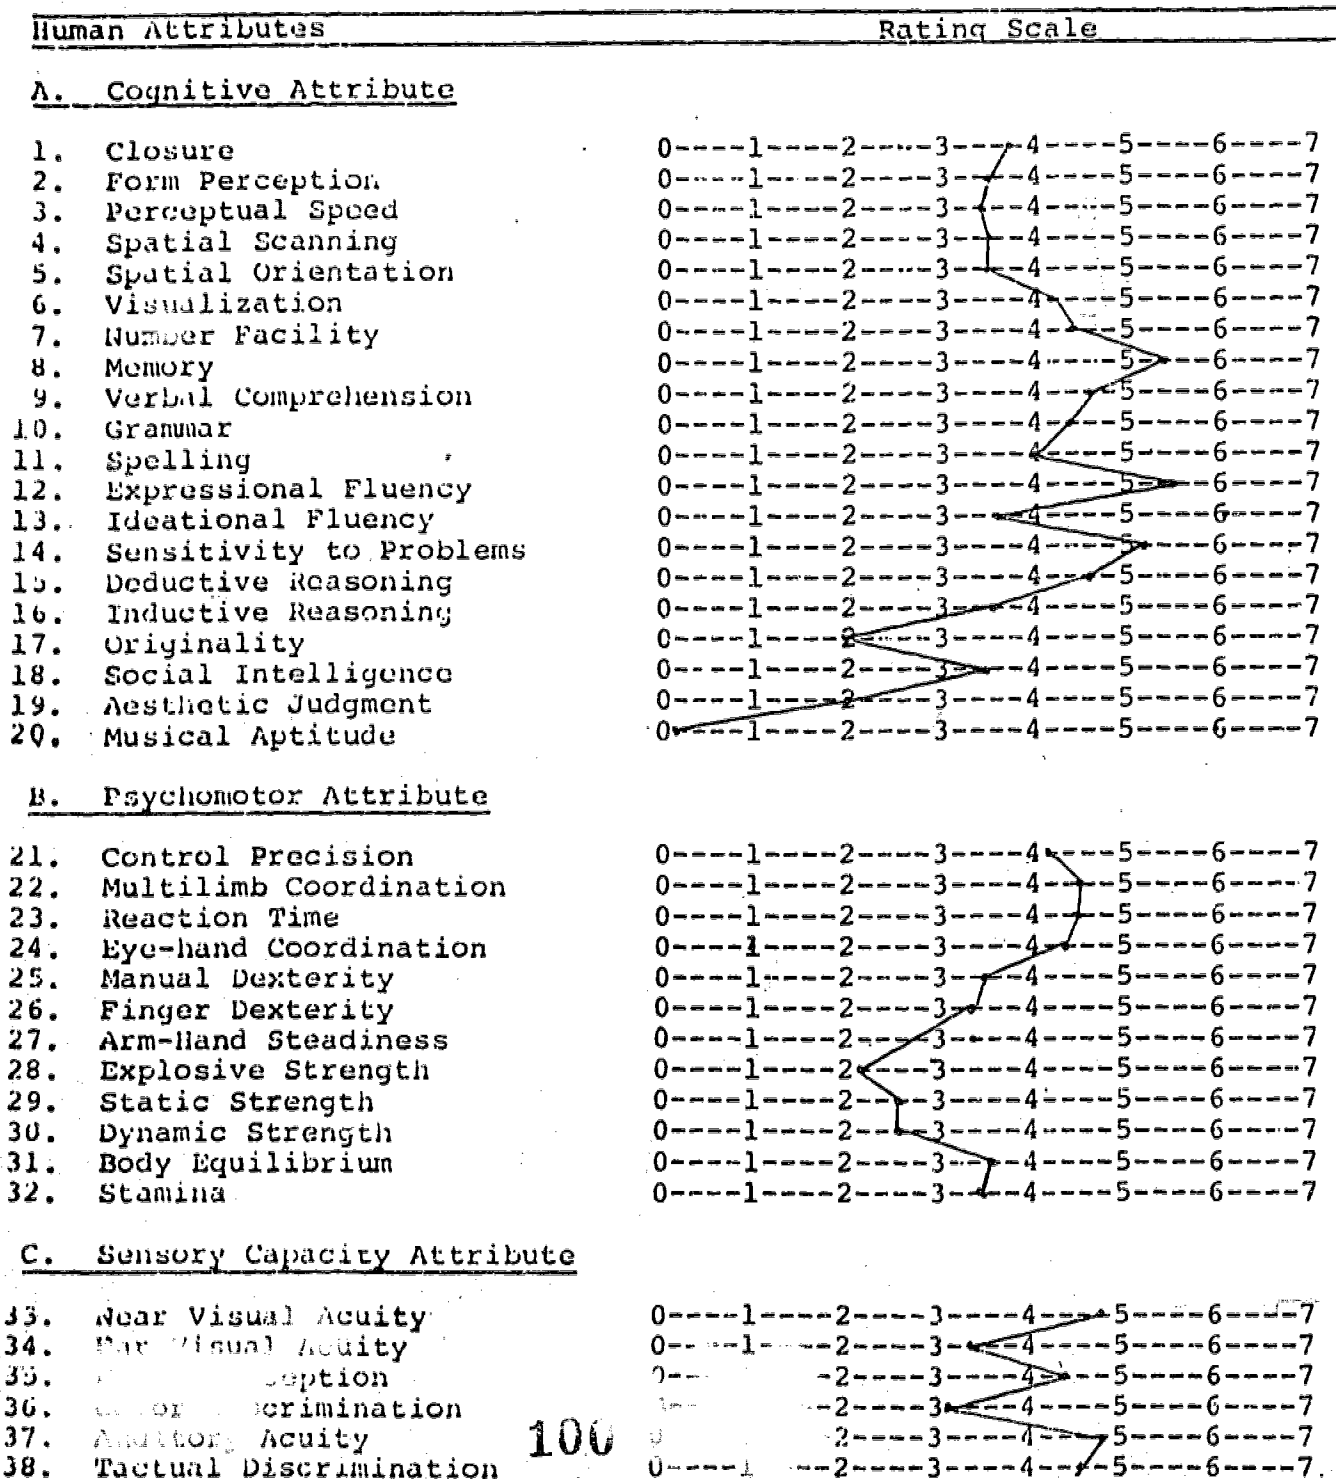 Human Attributes Rating Scale
A. Cognitive Attribute
1. Closure 0----1----2----3----4----5----6----7
2. Form Perception 0----1----2----3----4----5----6----7
3. Perceptual Speed 0----1----2----3----4----5----6----7
4. Spatial Scanning 0----1----2----3----4----5----6----7
5. Spatial Orientation 0----1----2----3----4----5----6----7
6. Visualization 0----1----2----3----4----5----6----7
7. Number Facility 0----1----2----3----4----5----6----7
8. Memory 0----1----2----3----4----5----6----7
9. Verbal Comprehension 0----1----2----3----4----5----6----7
10. Grammar 0----1----2----3----4----5----6----7
11. Spelling 0----1----2----3----4----5----6----7
12. Expressional Fluency 0----1----2----3----4----5----6----7
13. Ideational Fluency 0----1----2----3----4----5----6----7
14. Sensitivity to Problems 0----1----2----3----4----5----6----7
15. Deductive Reasoning 0----1----2----3----4----5----6----7
16. Inductive Reasoning 0----1----2----3----4----5----6----7
17. Originality 0----1----2----3----4----5----6----7
18. Social Intelligence 0----1----2----3----4----5----6----7
19. Aesthetic Judgment 0----1----2----3----4----5----6----7
20. Musical Aptitude 0----1----2----3----4----5----6----7
B. Psychomotor Attribute
21. Control Precision 0----1----2----3----4----5----6----7
22. Multilimb Coordination 0----1----2----3----4----5----6----7
23. Reaction Time 0----1----2----3----4----5----6----7
24. Eye-hand Coordination 0----1----2----3----4----5----6----7
25. Manual Dexterity 0----1----2----3----4----5----6----7
26. Finger Dexterity 0----1----2----3----4----5----6----7
27. Arm-Hand Steadiness 0----1----2----3----4----5----6----7
28. Explosive Strength 0----1----2----3----4----5----6----7
29. Static Strength 0----1----2----3----4----5----6----7
30. Dynamic Strength 0----1----2----3----4----5----6----7
31. Body Equilibrium 0----1----2----3----4----5----6----7
32. Stamina 0----1----2----3----4----5----6----7
C. Sensory Capacity Attribute
33. Near Visual Acuity 0----1----2----3----4----5----6----7
34. Far Visual Acuity 0----1----2----3----4----5----6----7
35. -2----3----4----5----6----7
36. -2----3----4----5----6----7
37. Auditory Acuity 100 0 2----3----4----5----6----7
38. Tactual Discrimination 0----1 --2----3----4----5----6----7